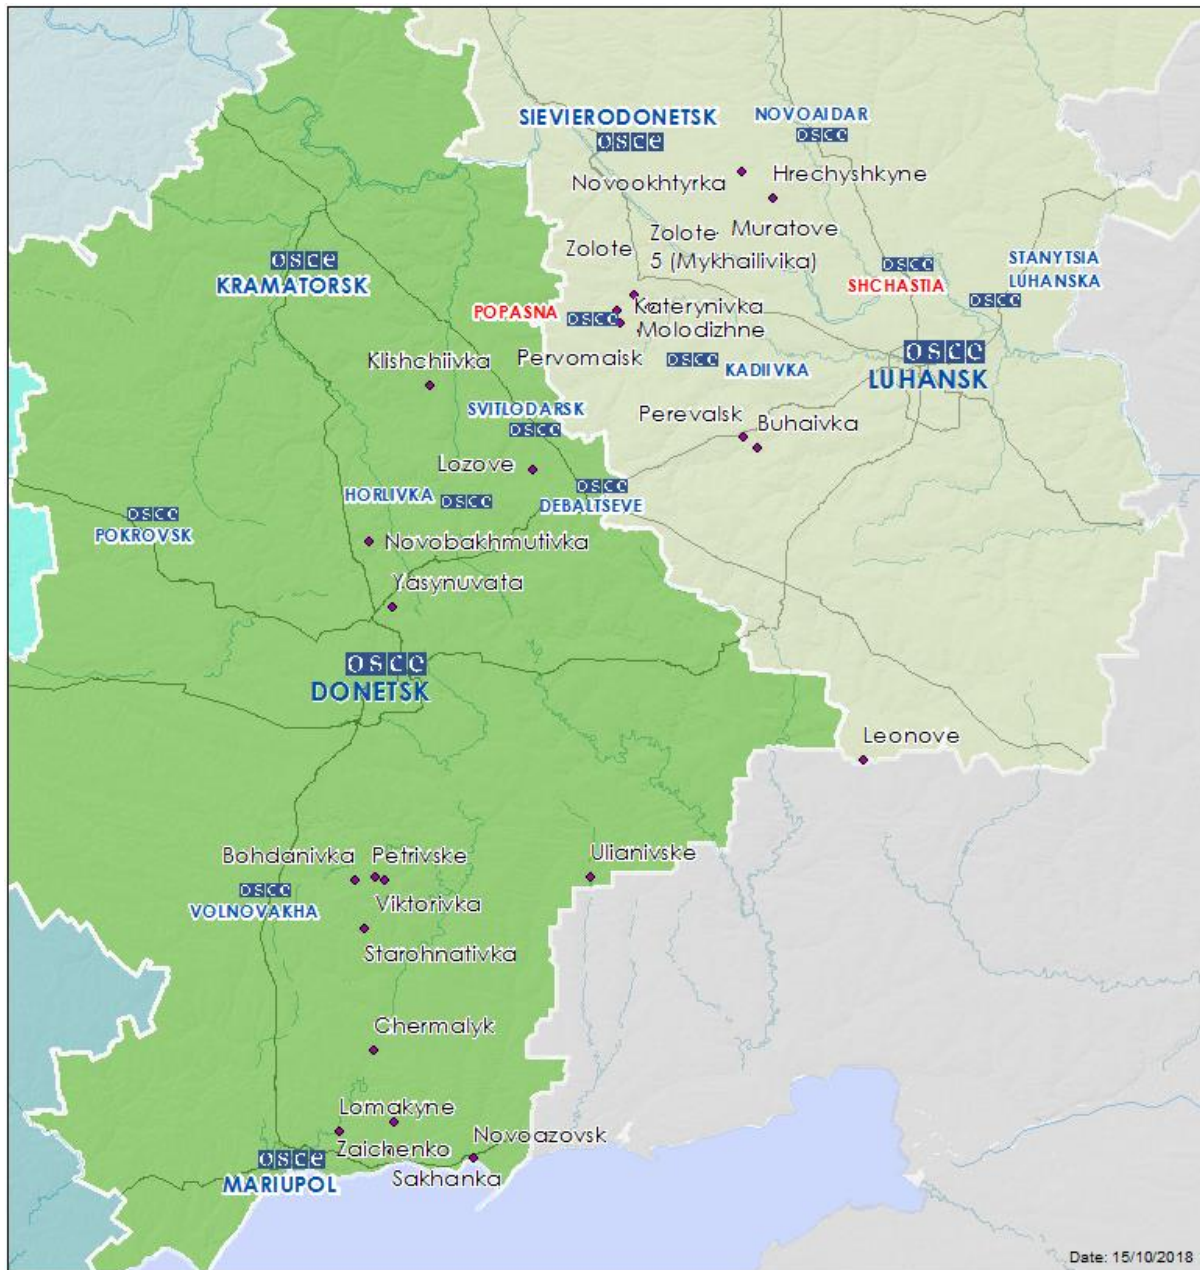 SIEVIERODONETSK
osce
NOVOAIDAR
osce
Novookhtyrka
Hrechyshkyne
Muratove
Zolote
Zolote
5 (Mykhailivika)
osce
KRAMATORSK
osce
SHCHASTIA
STANYTSIA
LUHANSKA
osce
POPASNA
osce
Katerynivka
Molodizhne
Pervomaisk
osce
KADIIVKA
osce
LUHANSK
Klishchiivka
SVITLODARSK
osce
Perevalsk
Buhaivka
Lozove
HORLIVKA
osce
osce
DEBALTSEVE
osce
POKROVSK
Novobakhmutivka
Yasynuvata
osce
DONETSK
Leonove
Bohdanivka
Petrivske
Ulianivske
osce
VOLNOVAKHA
Viktorivka
Starohnativka
Chermalyk
Lomakyne
Zaichenko
Novoazovsk
Sakhanka
osce
MARIUPOL
Date: 15/10/2018